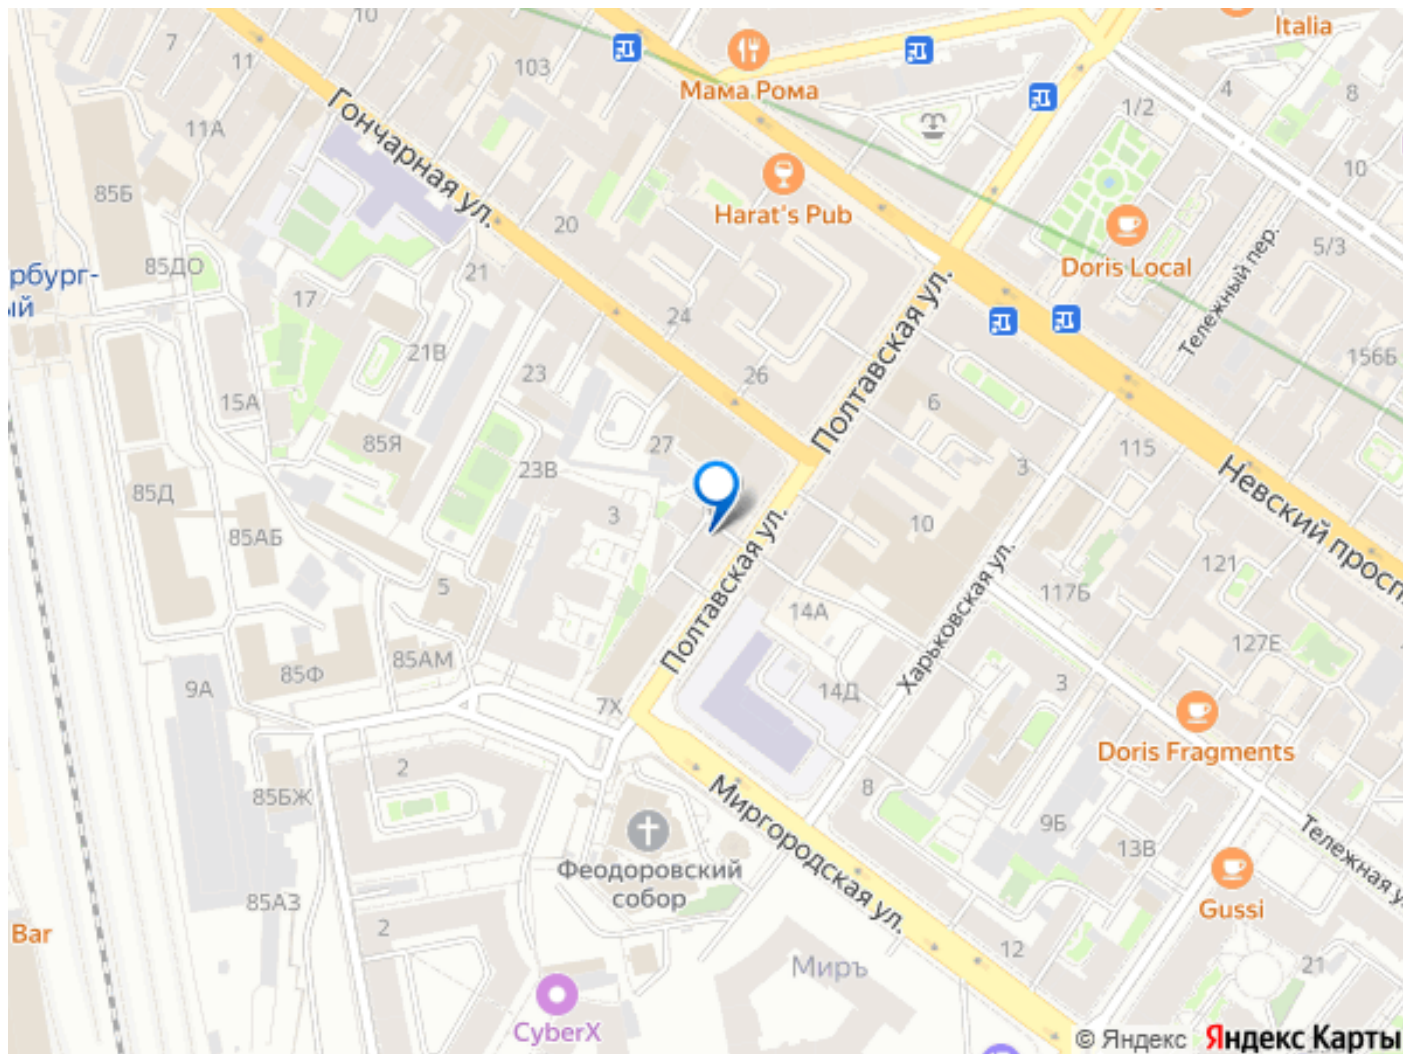 10
Italia
7
11
103
Мама Рома
1/2
4
8
Гончарная ул.
11А
10
85Б
Harat's Pub
20
5/3
85ДО
21
Doris Local
Тележный пер.
рбург-
ый
17
24
Полтавская ул.
21В
156Б
23
26
15А
6
85Я
27
115
3
23В
Невский просп
85Д
3
10
85АБ
Полтавская ул.
121
5
Харьковская ул.
117Б
14А
127Е
85АМ
85Ф
9А
14Д
3
7Х
Doris Fragments
2
Миргородская ул.
8
85БЖ
9Б
Тележная у
13В
Феодоровский
собор
85АЗ
Gussi
2
Bar
12
Миръ
21
CyberX
© Яндекс Яндекс Карты